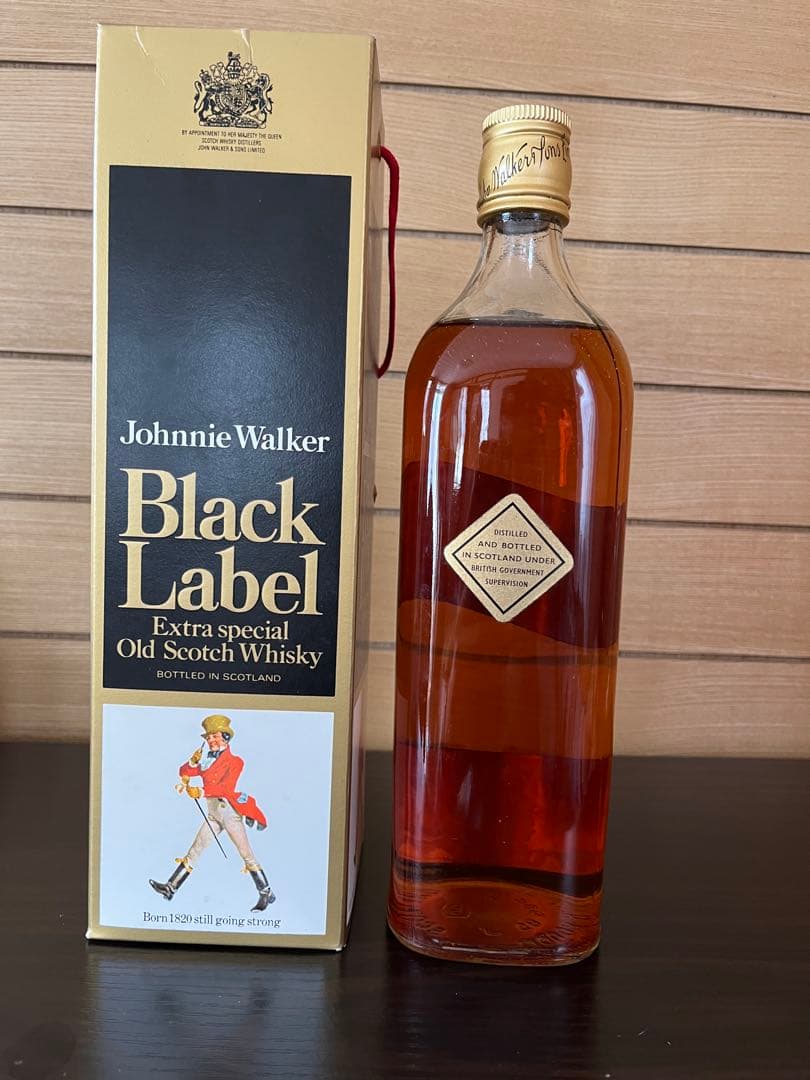 BY APPOINTMENT TO HER MAJESTY THE QUEEN
SCOTCH WHISKY DISTILLERS
JOHN WALKER & SONS LIMITED
Johnnie Walker
Black
Label
Extra special
Old Scotch Whisky
BOTTLED IN SCOTLAND
Born 1820 still going strong
Walker & Sons
DISTILLED
AND BOTTLED
IN SCOTLAND UNDER
BRITISH GOVERNMENT
SUPERVISION